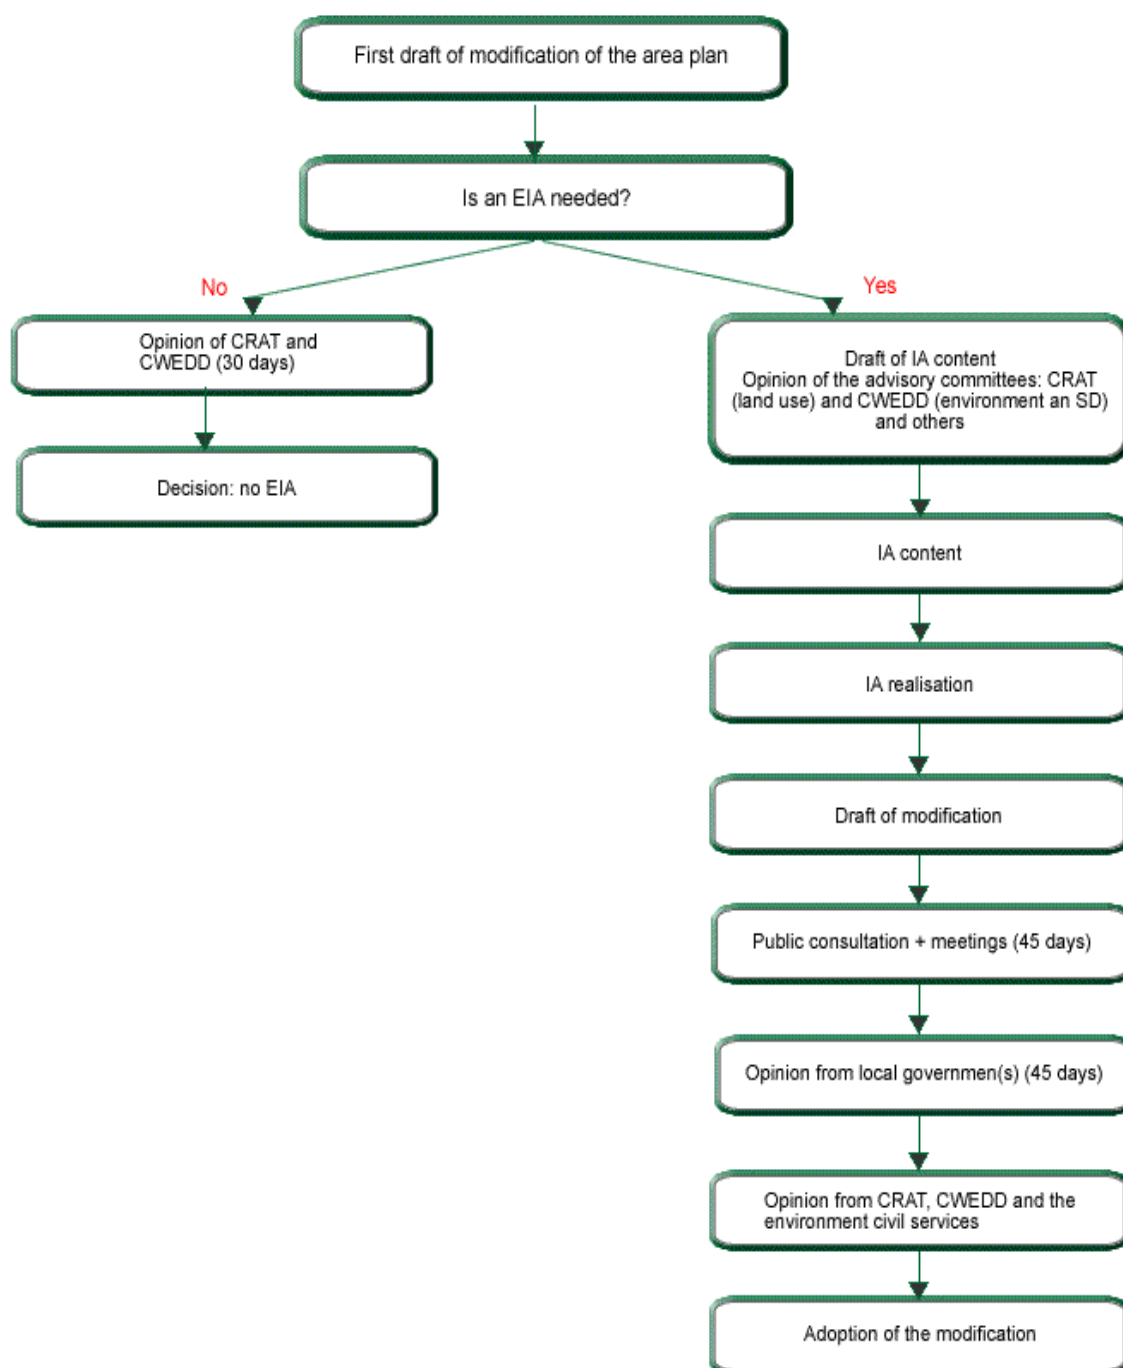 First draft of modification of the area plan
Is an EIA needed?
No
Yes
Opinion of CRAT and
CWEDD (30 days)
Decision: no EIA
Draft of IA content
Opinion of the advisory committees: CRAT
(land use) and CWEDD (environment an SD)
and others
IA content
IA realisation
Draft of modification
Public consultation + meetings (45 days)
Opinion from local governmen(s) (45 days)
Opinion from CRAT, CWEDD and the
environment civil services
Adoption of the modification